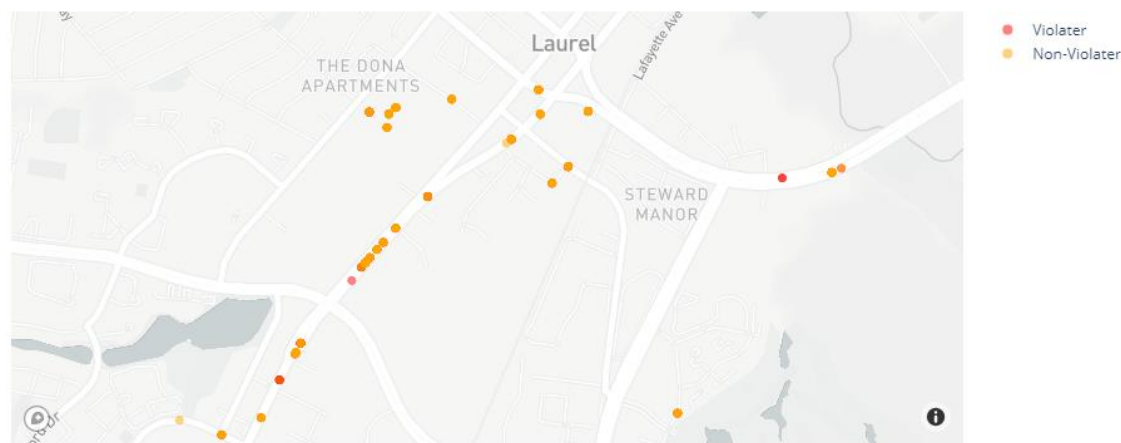 Laurel
Lafayette Ave
THE DONA
APARTMENTS
STEWARD
MANOR
Violater
Non-Violater